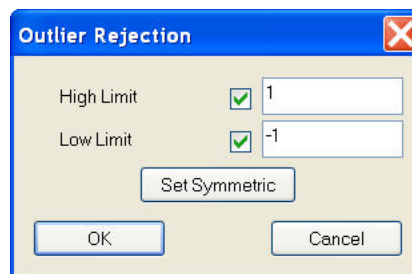 Outlier Rejection
High Limit 1
Low Limit -1
Set Symmetric
OK Cancel